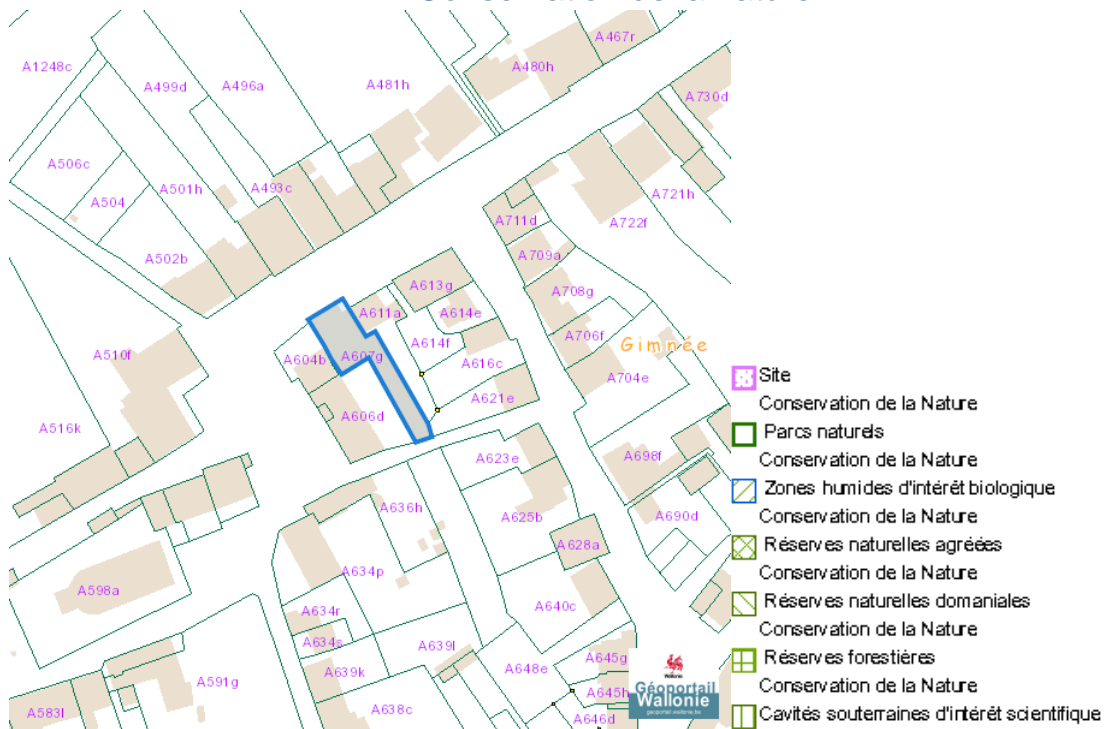 A467r
A480h
A1248c
A499d
A496a
A481h
A730d
A506c
A501h
A493c
A504
A721h
A711d
A722f
A502b
A709a
A613g
A708g
A611a
A614e
A706f
Gimnée
A614f
A510f
A604b
A607g
A616c
A704e
A621e
A606d
A516k
A623e
A698f
A636h
A625b
A690d
A628a
A634p
A598a
A640c
A634r
A634s
A639l
A639k
A648e
A645g
A591g
A645h
A638c
A583l
A646d
Wallonie
Géoportail
Wallonie
geoportail.wallonie.be
Site
Conservation de la Nature
Parcs naturels
Conservation de la Nature
Zones humides d'intérêt biologique
Conservation de la Nature
Réserves naturelles agréées
Conservation de la Nature
Réserves naturelles domaniales
Conservation de la Nature
Réserves forestières
Conservation de la Nature
Cavités souterraines d'intérêt scientifique